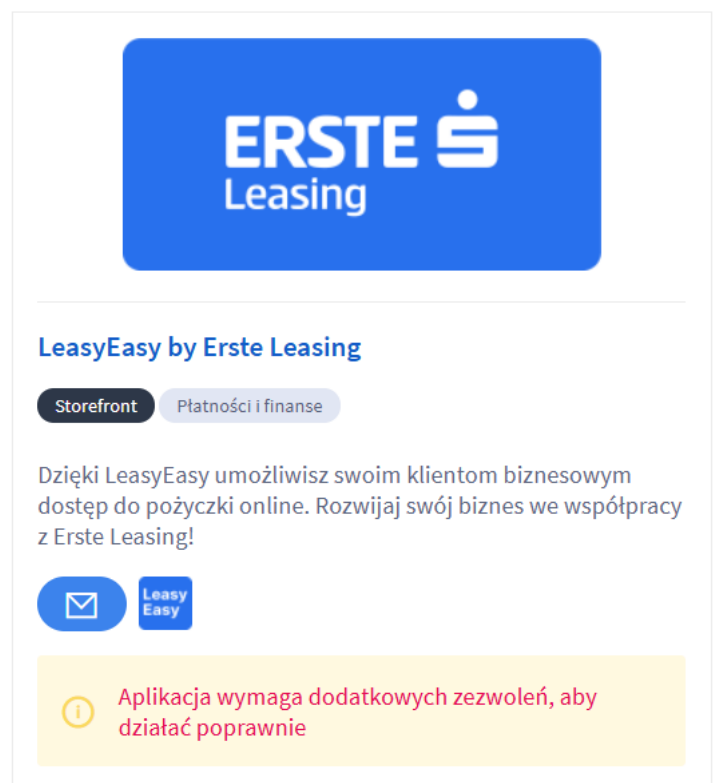 ERSTE
Leasing
LeasyEasy by Erste Leasing
Storefront
Płatności i finanse
Dzięki LeasyEasy umożliwisz swoim klientom biznesowym
dostęp do pożyczki online. Rozwijaj swój biznes we współpracy
z Erste Leasing!
Leasy
Easy
Aplikacja wymaga dodatkowych zezwoleń, aby
działać poprawnie